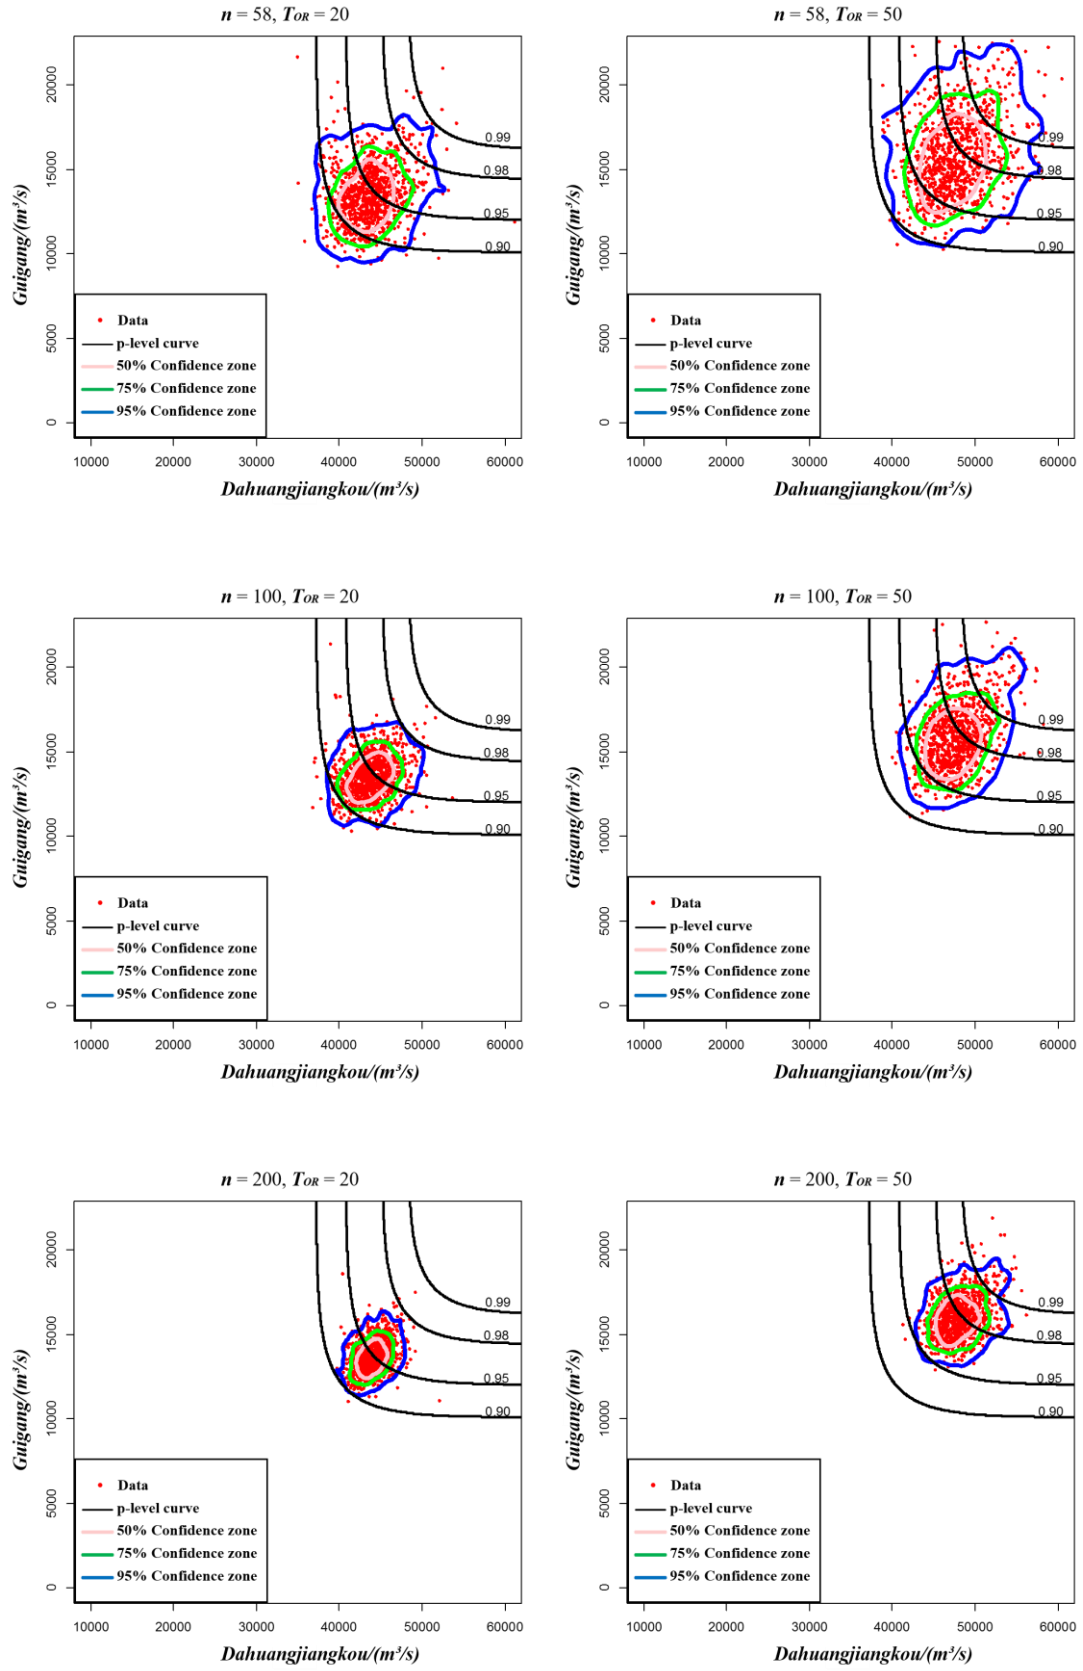 n = 58, TOR = 20
20000
15000
10000
5000
0
Guigang/(m³/s)
0.99
0.98
0.95
0.90
Data
p-level curve
50% Confidence zone
75% Confidence zone
95% Confidence zone
10000 20000 30000 40000 50000 60000
Dahuangjiangkou/(m³/s)
n = 58, TOR = 50
20000
15000
10000
5000
0
Guigang/(m³/s)
0.99
0.98
0.95
0.90
Data
p-level curve
50% Confidence zone
75% Confidence zone
95% Confidence zone
10000 20000 30000 40000 50000 60000
Dahuangjiangkou/(m³/s)
n = 100, TOR = 20
20000
15000
10000
5000
0
Guigang/(m³/s)
0.99
0.98
0.95
0.90
Data
p-level curve
50% Confidence zone
75% Confidence zone
95% Confidence zone
10000 20000 30000 40000 50000 60000
Dahuangjiangkou/(m³/s)
n = 100, TOR = 50
20000
15000
10000
5000
0
Guigang/(m³/s)
0.99
0.98
0.95
0.90
Data
p-level curve
50% Confidence zone
75% Confidence zone
95% Confidence zone
10000 20000 30000 40000 50000 60000
Dahuangjiangkou/(m³/s)
n = 200, TOR = 20
20000
15000
10000
5000
0
Guigang/(m³/s)
0.99
0.98
0.95
0.90
Data
p-level curve
50% Confidence zone
75% Confidence zone
95% Confidence zone
10000 20000 30000 40000 50000 60000
Dahuangjiangkou/(m³/s)
n = 200, TOR = 50
20000
15000
10000
5000
0
Guigang/(m³/s)
0.99
0.98
0.95
0.90
Data
p-level curve
50% Confidence zone
75% Confidence zone
95% Confidence zone
10000 20000 30000 40000 50000 60000
Dahuangjiangkou/(m³/s)